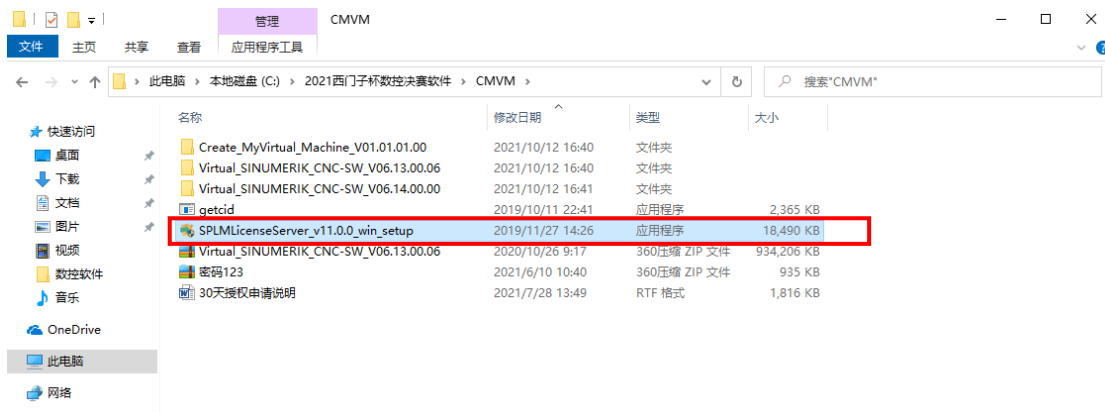 管理 CMVM
文件 主页 共享 查看 应用程序工具
此电脑 › 本地磁盘 (C:) › 2021西门子杯数控决赛软件 › CMVM › 搜索"CMVM"
快速访问
桌面
下载
文档
图片
视频
数控软件
音乐
OneDrive
此电脑
网络
名称 修改日期 类型 大小
Create_MyVirtual_Machine_V01.01.01.00 2021/10/12 16:40 文件夹
Virtual_SINUMERIK_CNC-SW_V06.13.00.06 2021/10/12 16:40 文件夹
Virtual_SINUMERIK_CNC-SW_V06.14.00.00 2021/10/12 16:41 文件夹
getcid 2019/10/11 22:41 应用程序 2,365 KB
SPLMLicenseServer_v11.0.0_win_setup 2019/11/27 14:26 应用程序 18,490 KB
Virtual_SINUMERIK_CNC-SW_V06.13.00.06 2020/10/26 9:17 360压缩 ZIP 文件 934,206 KB
密码123 2021/6/10 10:40 360压缩 ZIP 文件 935 KB
30天授权申请说明 2021/7/28 13:49 RTF 格式 1,816 KB